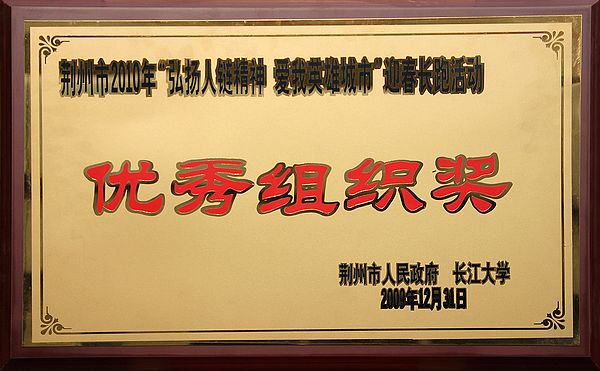 荆州市2010年“弘扬人链精神 爱我英雄城市”迎春长跑活动
优秀组织奖
荆州市人民政府 长江大学
2009年12月31日